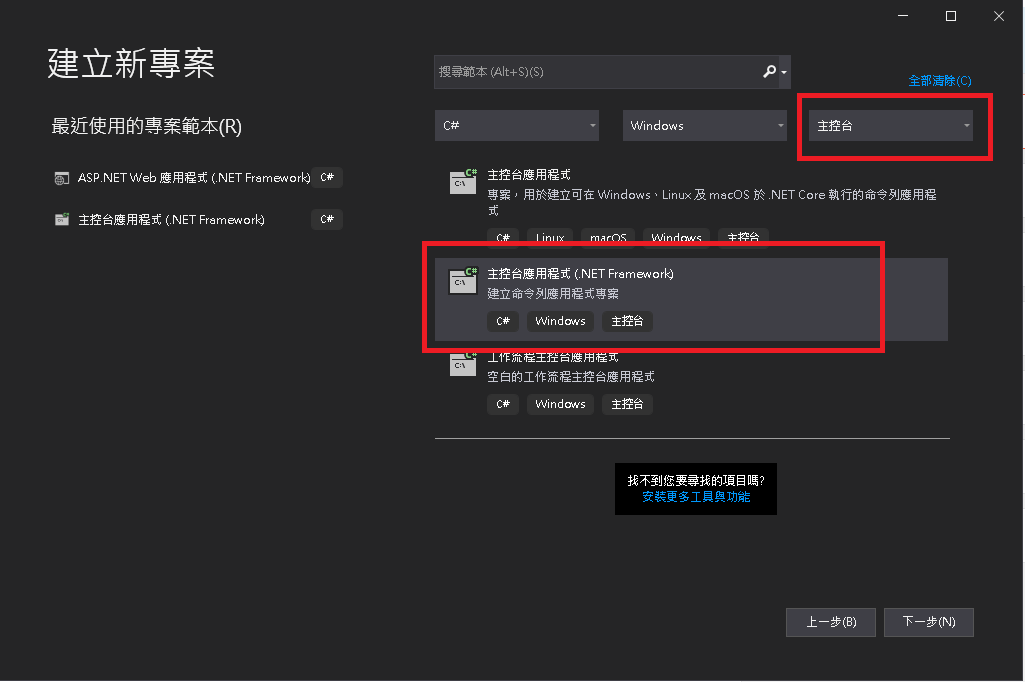 建立新專案
最近使用的專案範本(R)
ASP.NET Web 應用程式 (.NET Framework) C#
主控台應用程式 (.NET Framework) C#
搜尋範本 (Alt+S)(S)
全部清除(C)
C# Windows 主控台
C# C:\
主控台應用程式
專案，用於建立可在 Windows、Linux 及 macOS 於 .NET Core 執行的命令列應用程
式
C# Linux macOS Windows 主控台
C# C:\
主控台應用程式 (.NET Framework)
建立命令列應用程式專案
C# Windows 主控台
C# C:\
工作流程主控台應用程式
空白的工作流程主控台應用程式
C# Windows 主控台
找不到您要尋找的項目嗎?
安裝更多工具與功能
上一步(B) 下一步(N)